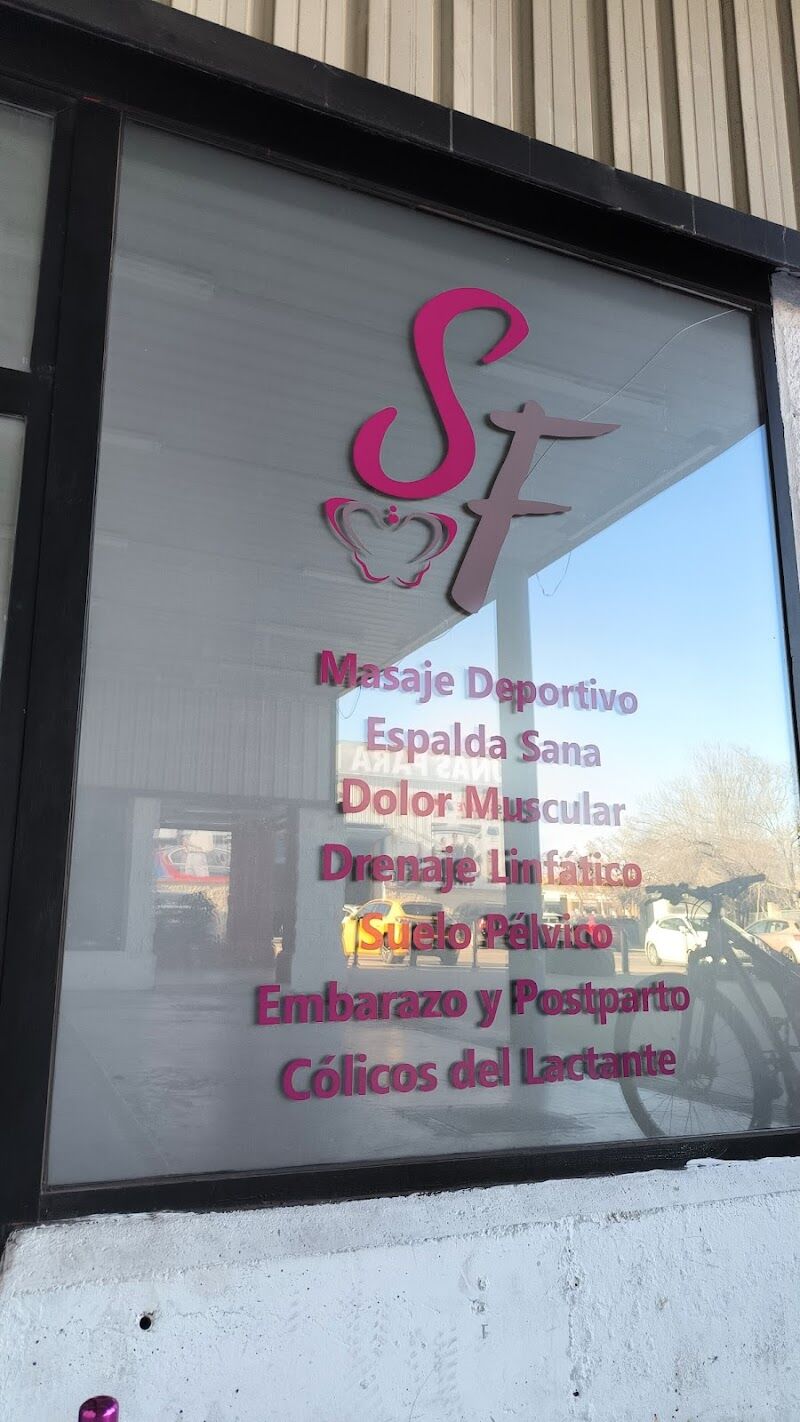 SF
Masaje Deportivo
Espalda Sana
Dolor Muscular
Drenaje Linfático
Suelo Pélvico
Embarazo y Postparto
Cólicos del Lactante